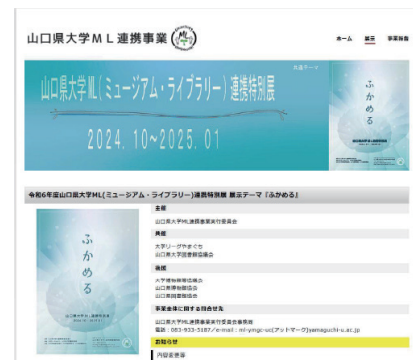 山口県大学ML連携事業
ホーム 展示 事業報告
共通テーマ
山口県大学ML(ミュージアム・ライブラリー)連携特別展
2024.10~2025.01
ふかめる
令和6年度山口県大学ML(ミュージアム・ライブラリー)連携特別展 展示テーマ『ふかめる』
ふかめる
主催
山口県大学ML連携事業実行委員会
共催
大学リーグやまぐち
山口県大学図書館協議会
後援
山口県博物館協会
山口県図書館協会
事業全体に関する問合せ先
山口県大学ML連携事業実行委員会事務局
電話:083-933-5187/e-mail:ml-yingc-uc[アットマーク]yamaguchi-u.ac.jp
お知らせ
内容変更等